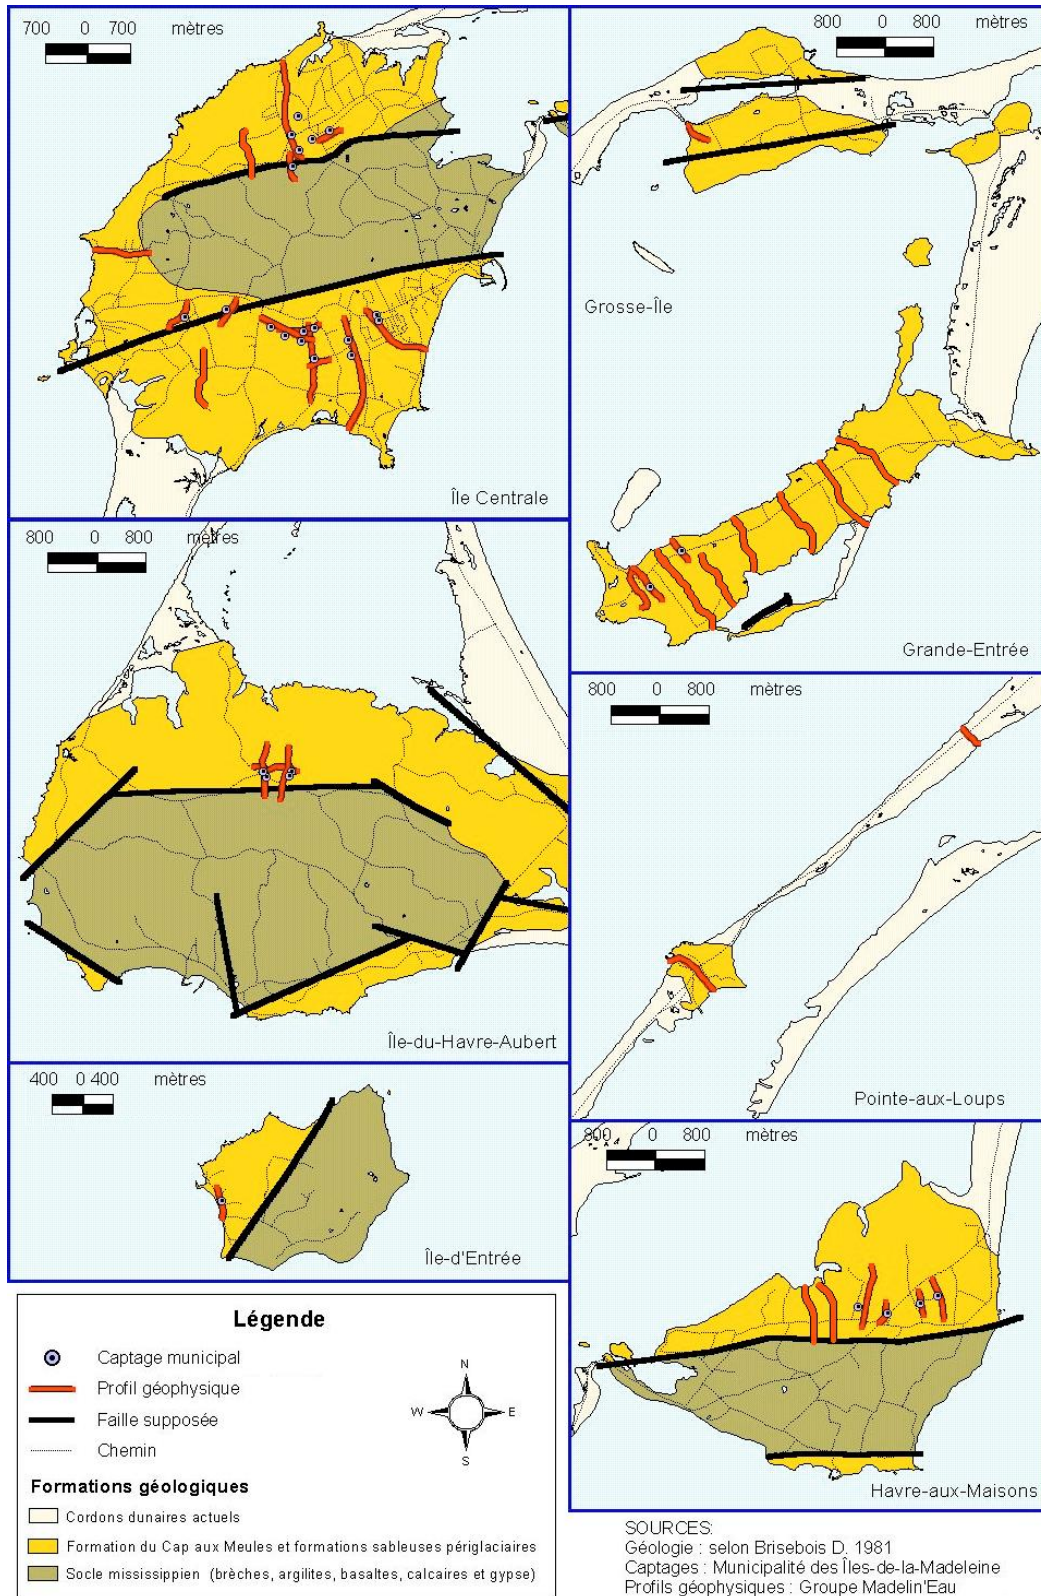 700 0 700 mètres
Île Centrale
800 0 800
mètres
Grosse-Île
Grande-Entrée
800 0 800 mètres
Île-du-Havre-Aubert
800 0 800 mètres
Pointe-aux-Loups
400 0 400 mètres
Île-d'Entrée
800 0 800 mètres
Havre-aux-Maisons
Légende
Captage municipal
Profil géophysique
Faille supposée
Chemin
N
W E
S
Formations géologiques
Cordons dunaires actuels
Formation du Cap aux Meules et formations sableuses périglaciaires
Socle mississippien (brèches, argilites, basaltes, calcaires et gypse)
SOURCES:
Géologie : selon Brisebois D. 1981
Captages : Municipalité des Îles-de-la-Madeleine
Profils géophysiques : Groupe Madelin'Eau